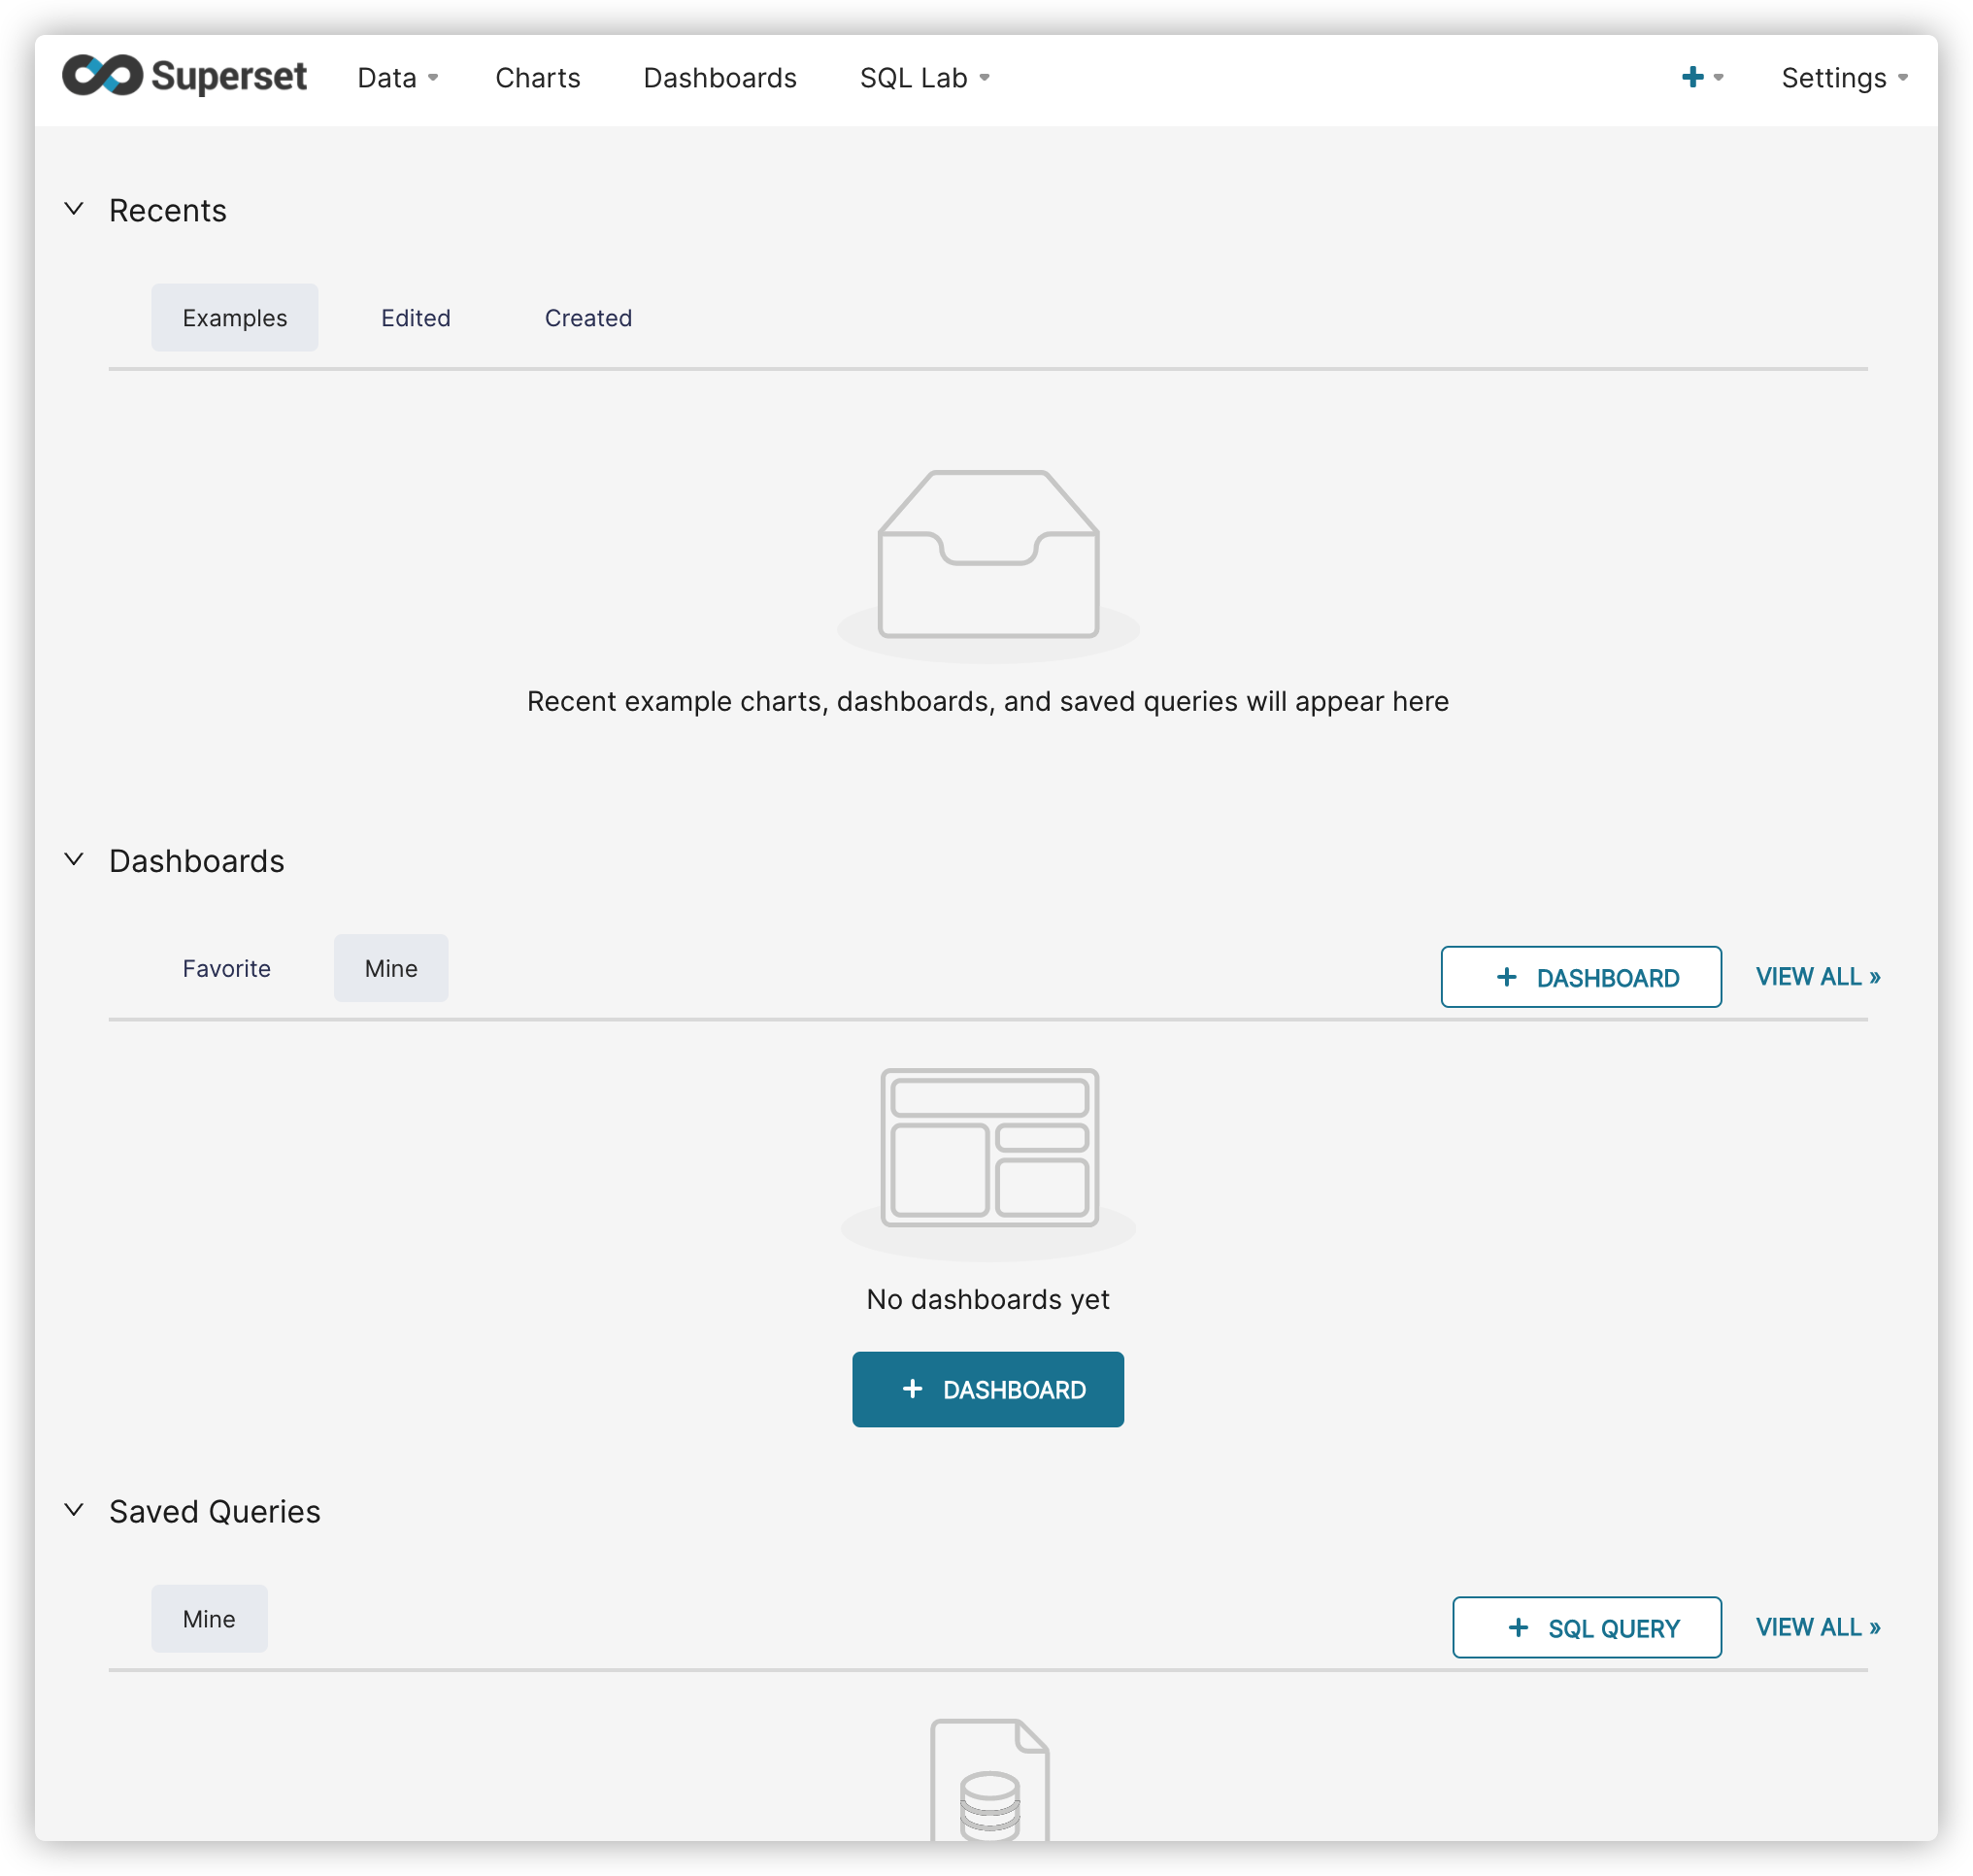 Superset Data Charts Dashboards SQL Lab + Settings
Recents
Examples Edited Created
Recent example charts, dashboards, and saved queries will appear here
Dashboards
Favorite Mine + DASHBOARD VIEW ALL »
No dashboards yet
+ DASHBOARD
Saved Queries
Mine + SQL QUERY VIEW ALL »